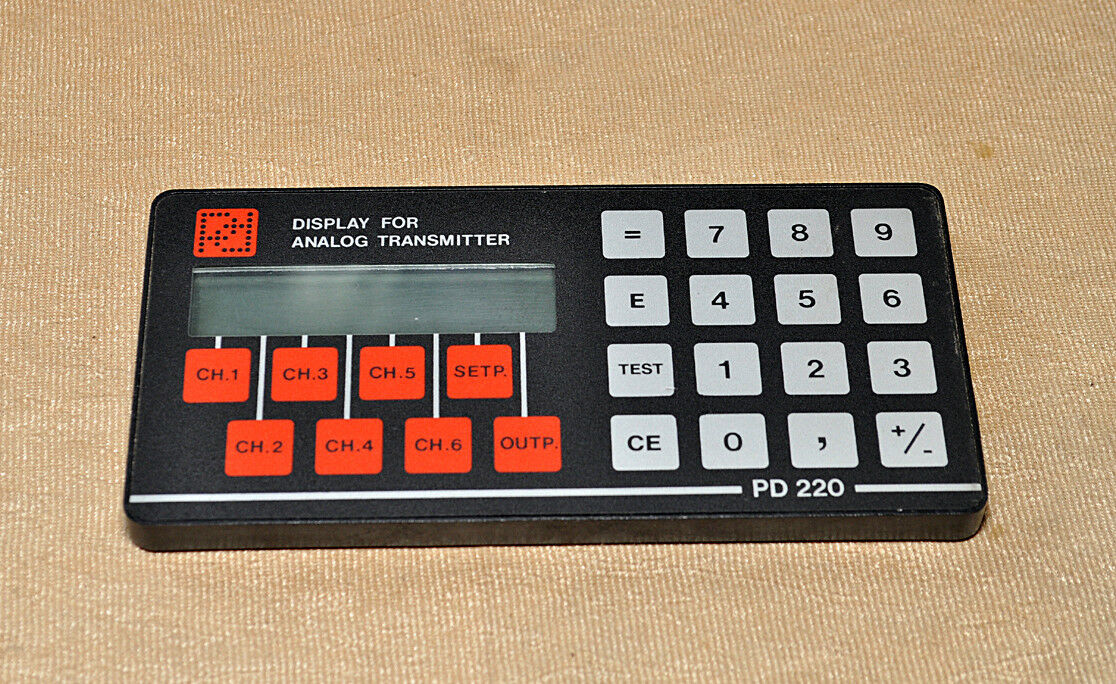 DISPLAY FOR
ANALOG TRANSMITTER
= 7 8 9
E 4 5 6
CH.1 CH.3 CH.5 SETP.
TEST 1 2 3
CH.2 CH.4 CH.6 OUTP.
CE 0 , +/-
PD 220